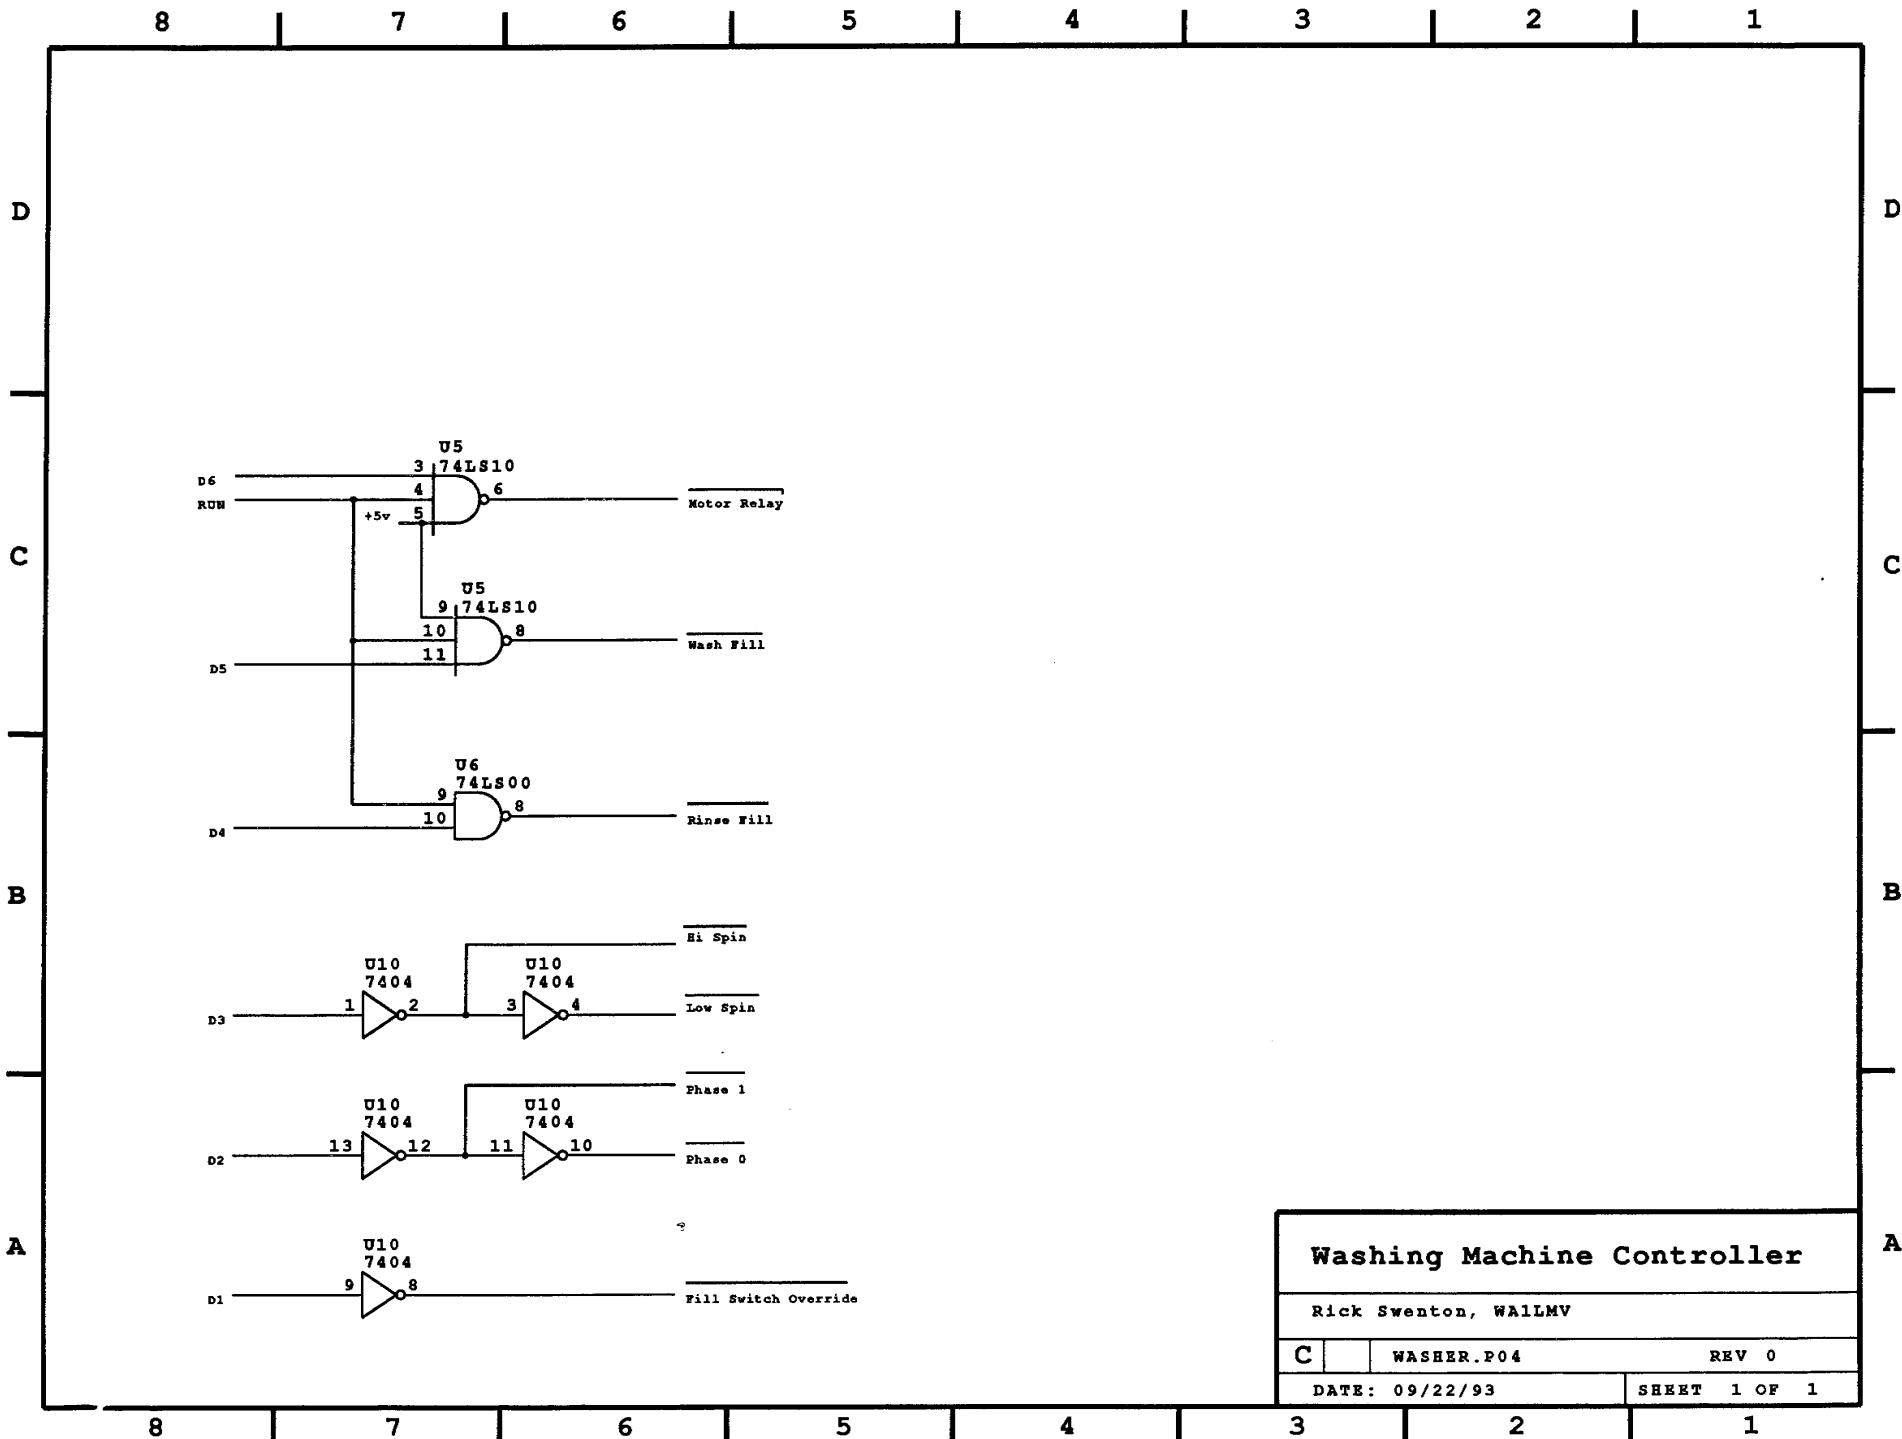 8 7 6 5 4 3 2 1
D D
U5
3 74LS10
D6
4 6
RUN
Motor Relay
+5v 5
C C
U5
9 74LS10
10 8
Wash Fill
11
D5
U6
74LS00
9 8
10
Rinse Fill
D4
B B
Hi Spin
U10 U10
7404 7404
1 2 3 4
Low Spin
D3
Phase 1
U10 U10
7404 7404
13 12 11 10
D2
Phase 0
A A
U10
7404
9 8
D1
Fill Switch Override
Washing Machine Controller
Rick Swenton, WA1LMV
C WASHER.P04 REV 0
DATE: 09/22/93 SHEET 1 OF 1
8 7 6 5 4 3 2 1